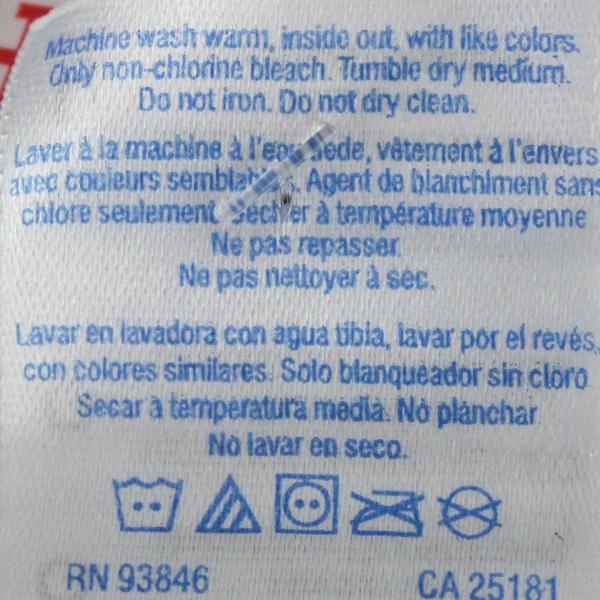 Machine wash warm, inside out, with like colors.
Only non-chlorine bleach. Tumble dry medium.
Do not iron. Do not dry clean.
Laver à la machine à l'eau tiède, vêtement à l'envers
avec couleurs semblables. Agent de blanchiment sans
chlore seulement. Sécher à température moyenne
Ne pas repasser.
Ne pas nettoyer à sec.
Lavar en lavadora con agua tibia, lavar por el revés,
con colores similares. Solo blanqueador sin cloro
Secar a temperatura media. No planchar
No lavar en seco.
RN 93846 CA 25181